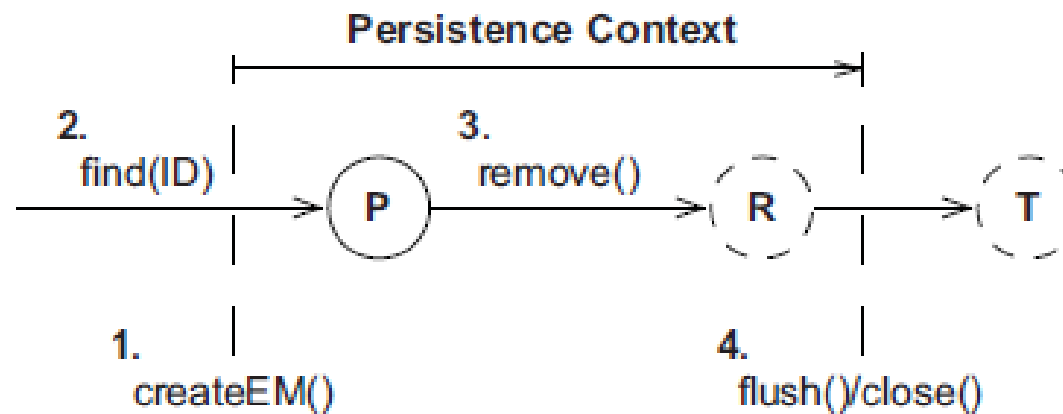 Persistence Context
2.
find(ID)
3.
remove()
P
R
T
1.
createEM()
4.
flush()/close()